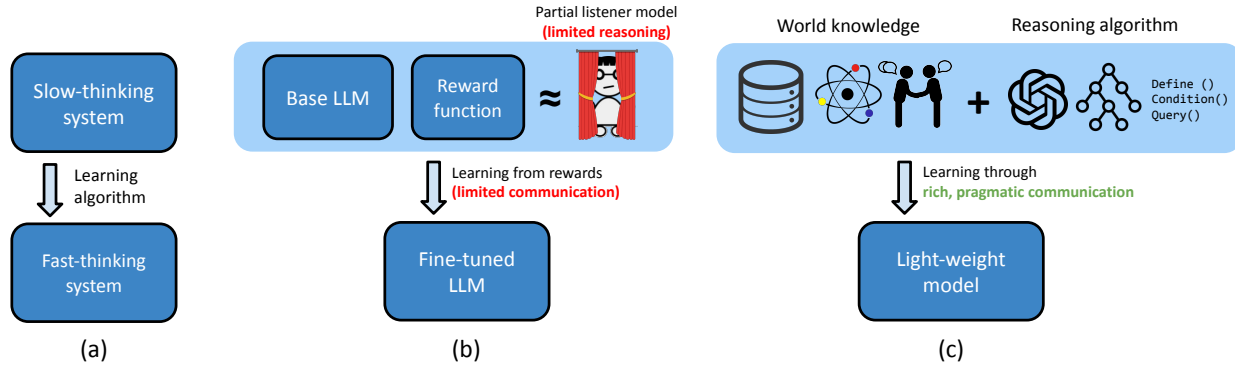 Slow-thinking
system
Learning
algorithm
Fast-thinking
system
(a)
Partial listener model
(limited reasoning)
Base LLM
Reward
function
≈
Learning from rewards
(limited communication)
Fine-tuned
LLM
(b)
World knowledge
Reasoning algorithm
+
Define ()
Condition()
Query()
Learning through
rich, pragmatic communication
Light-weight
model
(c)